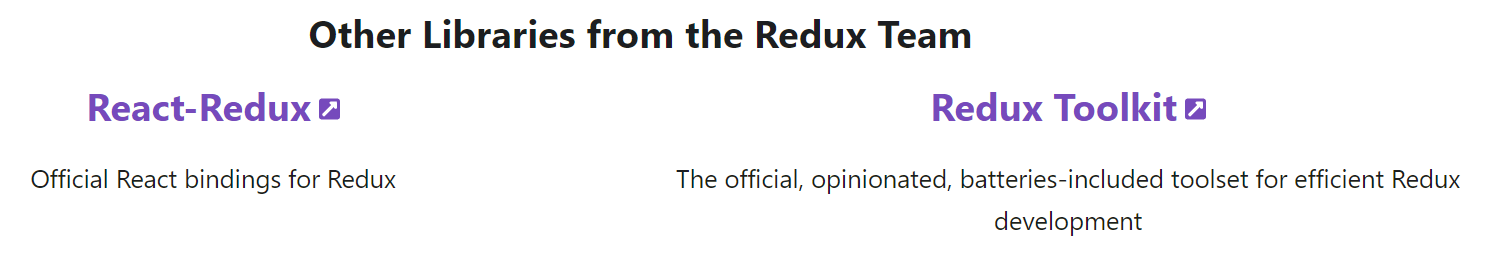 Other Libraries from the Redux Team
React-Redux
Official React bindings for Redux
Redux Toolkit
The official, opinionated, batteries-included toolset for efficient Redux
development